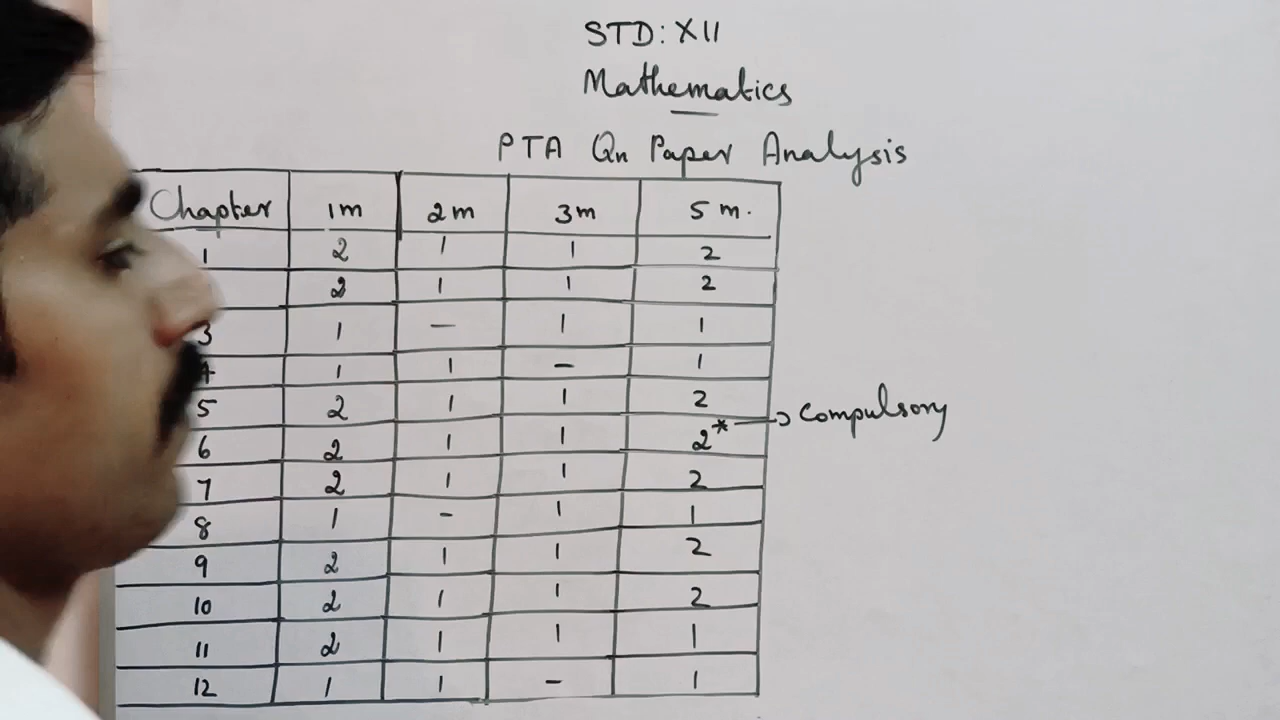 STD: XII
Mathematics
PTA Qn Paper Analysis
Chapter 1m 2m 3m 5 m.
1 2 1 1 2
2 1 1 2
3 1 — 1 1
4 1 1 — 1
5 2 1 1 2
6 2 1 1 2* → Compulsory
7 2 1 1 2
8 1 - 1 1
9 2 1 1 2
10 2 1 1 2
11 2 1 1 1
12 1 1 — 1